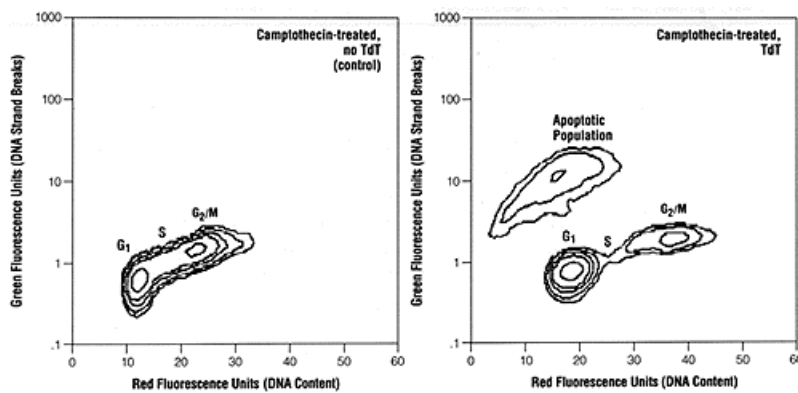 Camptothecin-treated,
no TdT
(control)
Green Fluorescence Units (DNA Strand Breaks)
1000
100
10
1
.1
G1
S
G2/M
0
10
20
30
40
50
60
Red Fluorescence Units (DNA Content)
Camptothecin-treated,
TdT
Green Fluorescence Units (DNA Strand Breaks)
1000
100
10
1
.1
Apoptotic
Population
G1
S
G2/M
0
10
20
30
40
50
Red Fluorescence Units (DNA Content)